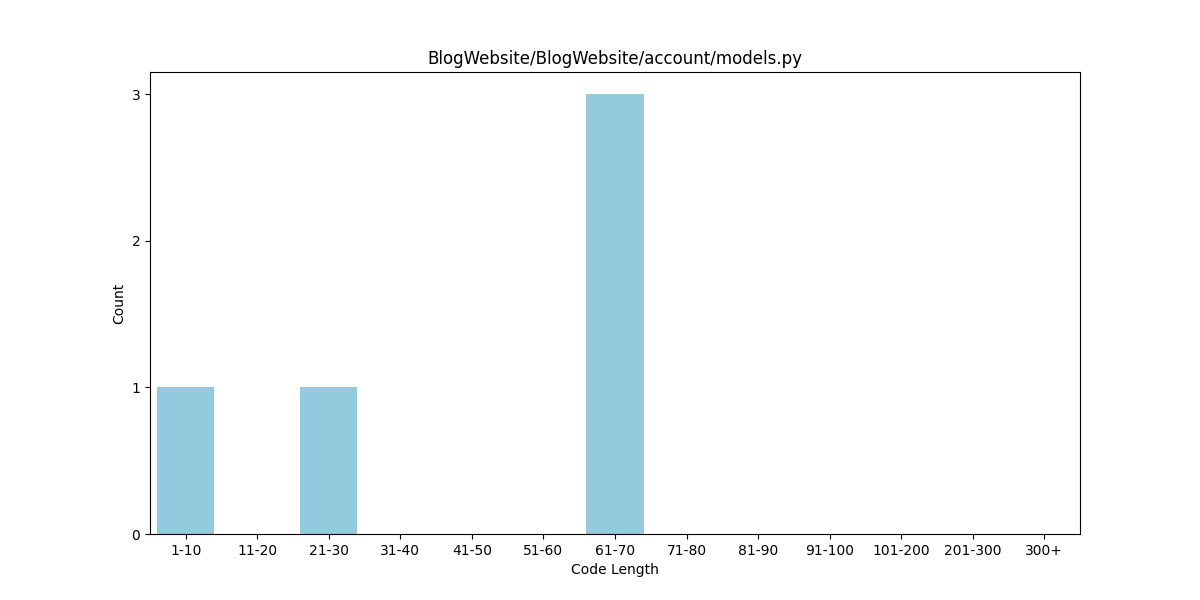 BlogWebsite/BlogWebsite/account/models.py
3
2
1
0
Count
1-10 11-20 21-30 31-40 41-50 51-60 61-70 71-80 81-90 91-100 101-200 201-300 300+
Code Length